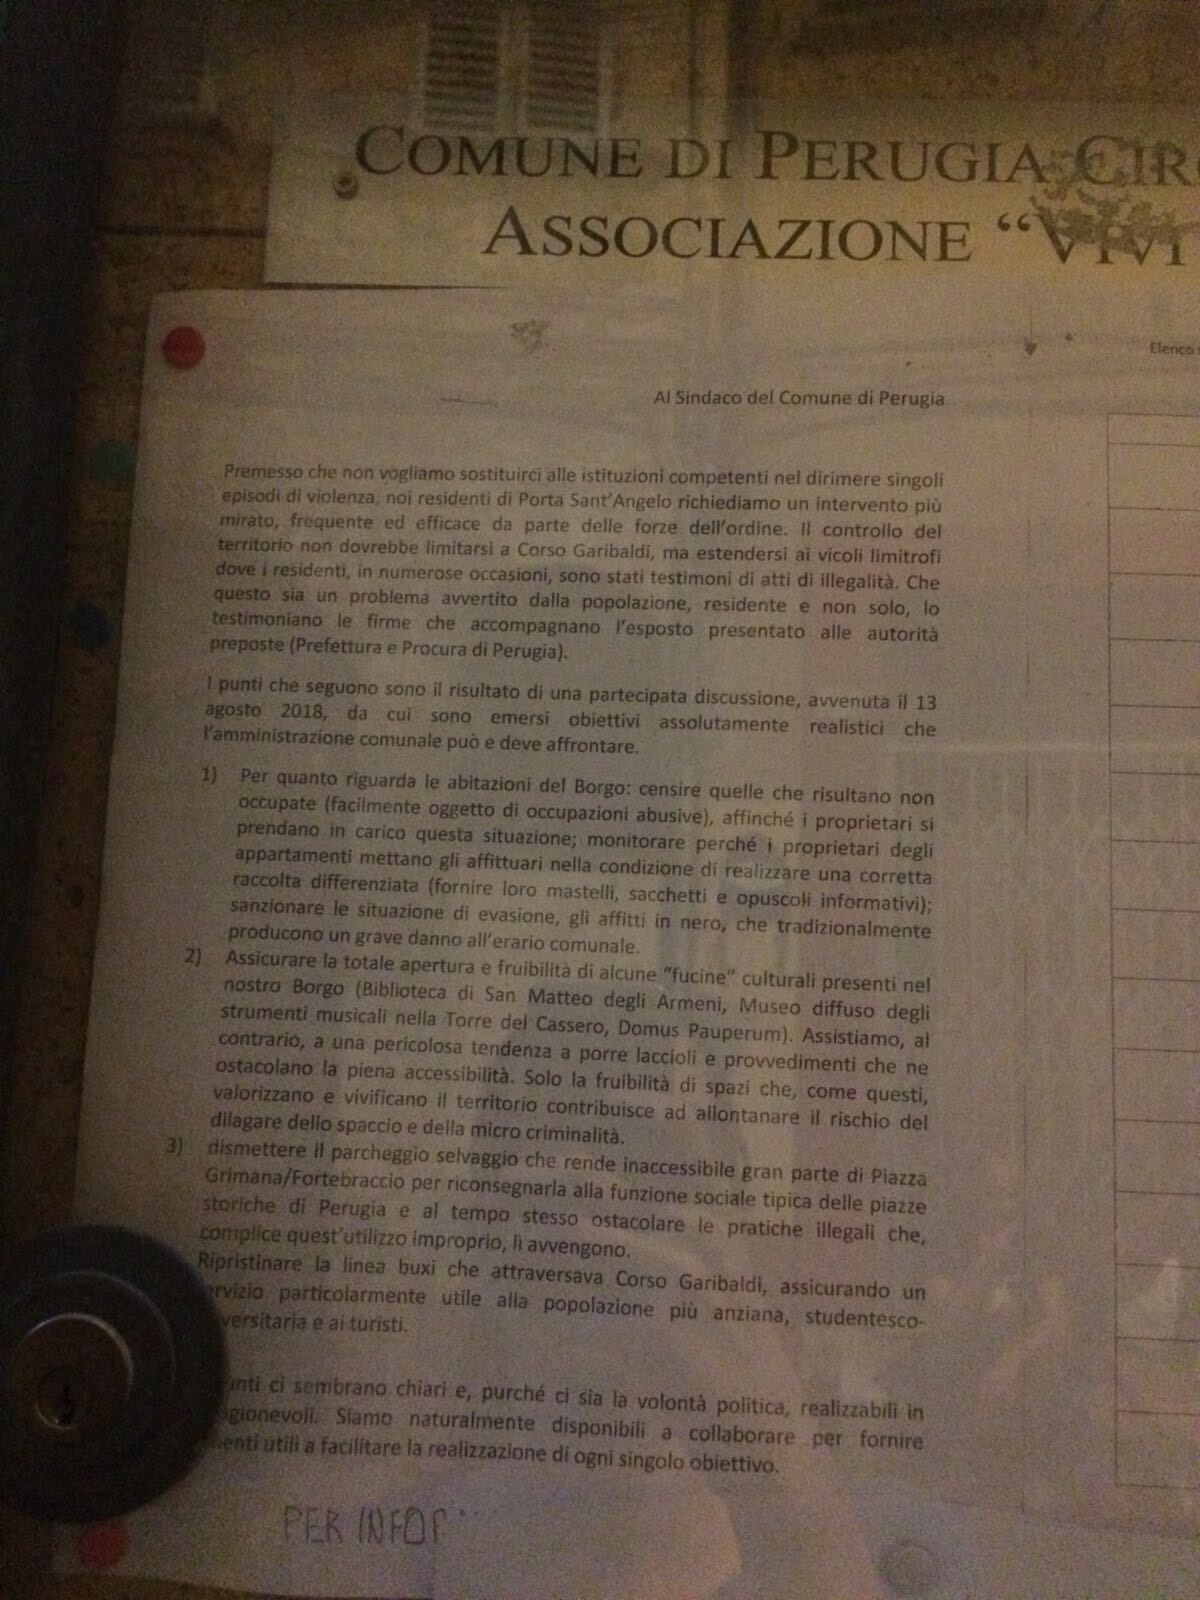 COMUNE DI PERUGIA
ASSOCIAZIONE "VIVI
Elenco
Al Sindaco del Comune di Perugia
Premesso che non vogliamo sostituirci alle istituzioni competenti nel dirimere singoli
episodi di violenza, noi residenti di Porta Sant'Angelo richiediamo un intervento più
mirato, frequente ed efficace da parte delle forze dell'ordine. Il controllo del
territorio non dovrebbe limitarsi a Corso Garibaldi, ma estendersi ai vicoli limitrofi
dove i residenti, in numerose occasioni, sono stati testimoni di atti di illegalità. Che
questo sia un problema avvertito dalla popolazione, residente e non solo, lo
testimoniano le firme che accompagnano l'esposto presentato alle autorità
preposte (Prefettura e Procura di Perugia).
I punti che seguono sono il risultato di una partecipata discussione, avvenuta il 13
agosto 2018, da cui sono emersi obiettivi assolutamente realistici che
l'amministrazione comunale può e deve affrontare.
1) Per quanto riguarda le abitazioni del Borgo: censire quelle che risultano non
occupate (facilmente oggetto di occupazioni abusive), affinché i proprietari si
prendano in carico questa situazione; monitorare perché i proprietari degli
appartamenti mettano gli affittuari nella condizione di realizzare una corretta
raccolta differenziata (fornire loro mastelli, sacchetti e opuscoli informativi);
sanzionare le situazione di evasione, gli affitti in nero, che tradizionalmente
producono un grave danno all'erario comunale.
2) Assicurare la totale apertura e fruibilità di alcune "fucine" culturali presenti nel
nostro Borgo (Biblioteca di San Matteo degli Armeni, Museo diffuso degli
strumenti musicali nella Torre del Cassero, Domus Pauperum). Assistiamo, al
contrario, a una pericolosa tendenza a porre laccioli e provvedimenti che ne
ostacolano la piena accessibilità. Solo la fruibilità di spazi che, come questi,
valorizzano e vivificano il territorio contribuisce ad allontanare il rischio del
dilagare dello spaccio e della micro criminalità.
3) dismettere il parcheggio selvaggio che rende inaccessibile gran parte di Piazza
Grimana/Fortebraccio per riconsegnarla alla funzione sociale tipica delle piazze
storiche di Perugia e al tempo stesso ostacolare le pratiche illegali che,
complice quest'utilizzo improprio, lì avvengono.
Ripristinare la linea buxi che attraversava Corso Garibaldi, assicurando un
rvizio particolarmente utile alla popolazione più anziana, studentesco-
versitaria e ai turisti.
unti ci sembrano chiari e, purché ci sia la volontà politica, realizzabili in
gionevoli. Siamo naturalmente disponibili a collaborare per fornire
enti utili a facilitare la realizzazione di ogni singolo obiettivo.
PER